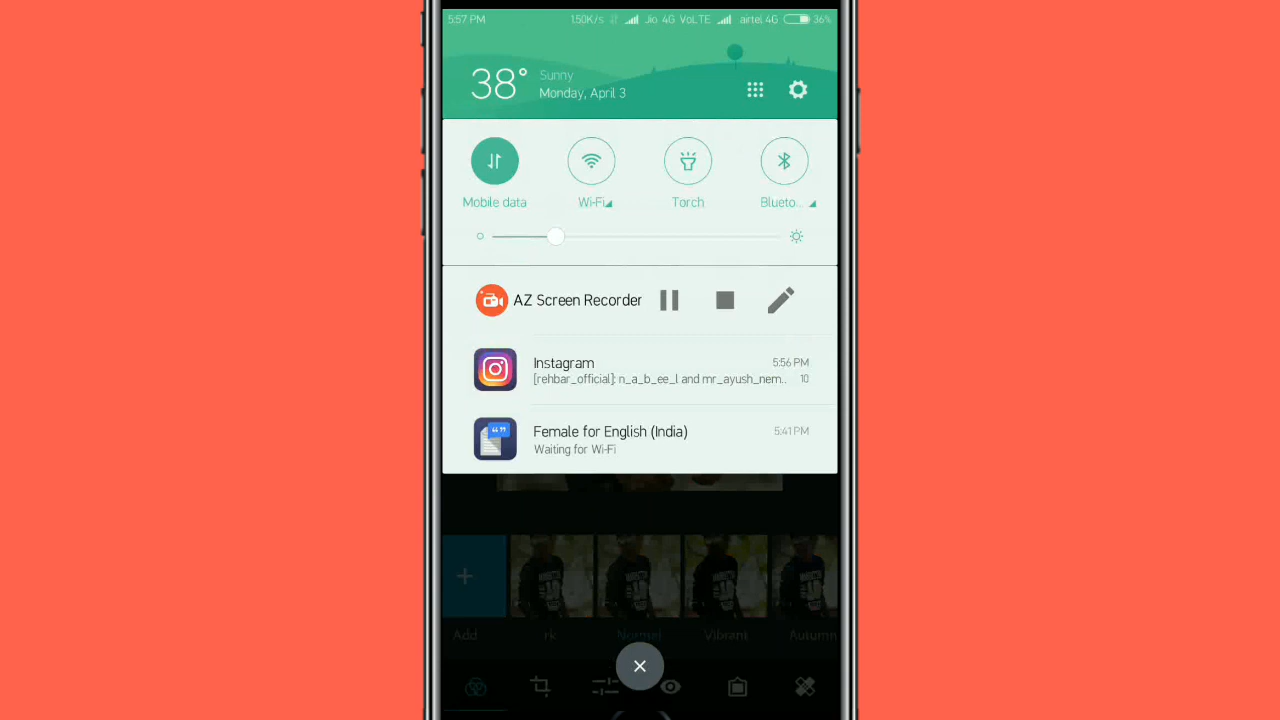 5:57 PM 150K/s Jio 4G VoLTE airtel 4G 36%
38° Sunny
Monday, April 3
Mobile data Wi-Fi Torch Blueto...
AZ Screen Recorder
Instagram 5:56 PM
[rehbar_official]: n_a_b_ee_l and mr_ayush_nem.. 10
Female for English (India) 5:41 PM
Waiting for Wi-Fi
Add rk Normal Vibrant Autumn